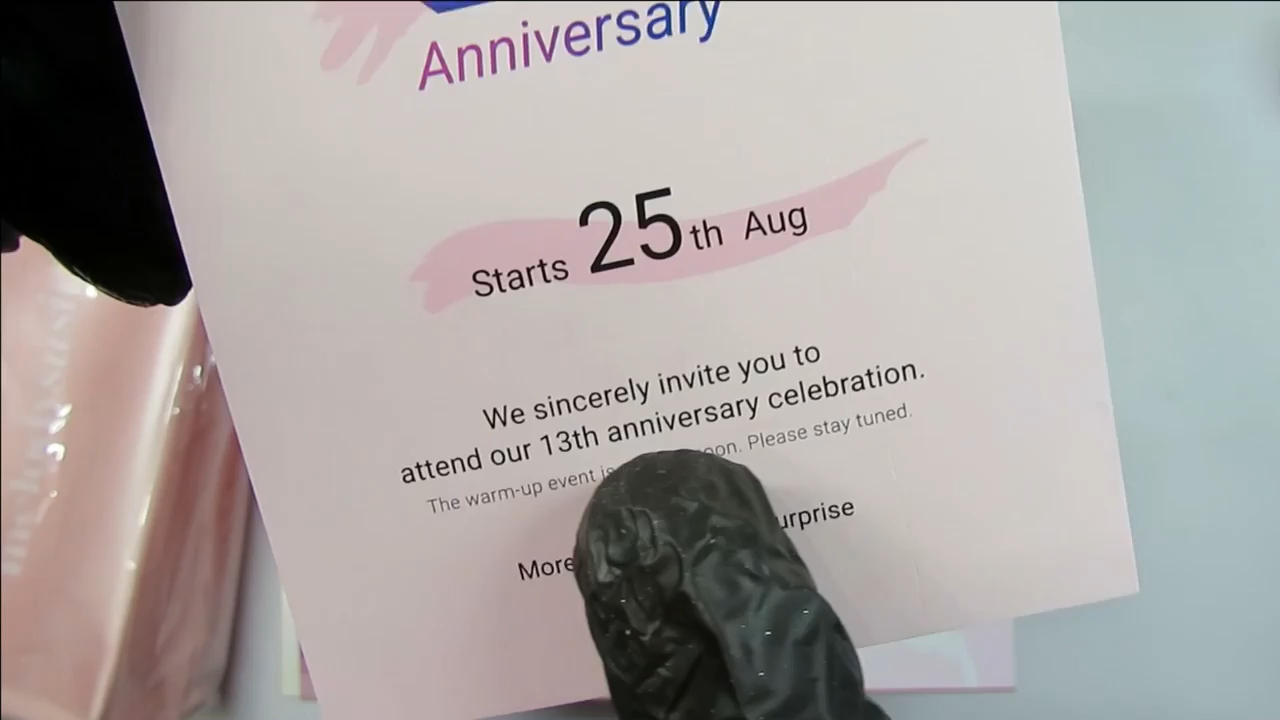 Anniversary
Starts 25th Aug
We sincerely invite you to
attend our 13th anniversary celebration.
The warm-up event is oon. Please stay tuned.
More urprise